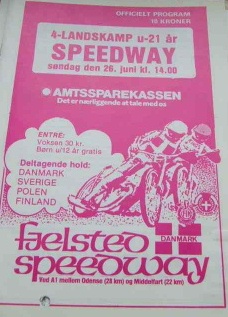 OFFICIELT PROGRAM
10 KRONER
4-LANDSKAMP u-21 år
SPEEDWAY
søndag den 26. juni kl. 14.00
AMTSSPAREKASSEN
Det er nærliggende at tale med os
ENTRÉ:
Voksen 30 kr.
Børn u/12 år gratis
Deltagende hold:
DANMARK
SVERIGE
POLEN
FINLAND
fjelsted
DANMARK
speedway
Ved A1 mellem Odense (28 km) og Middelfart (22 km)